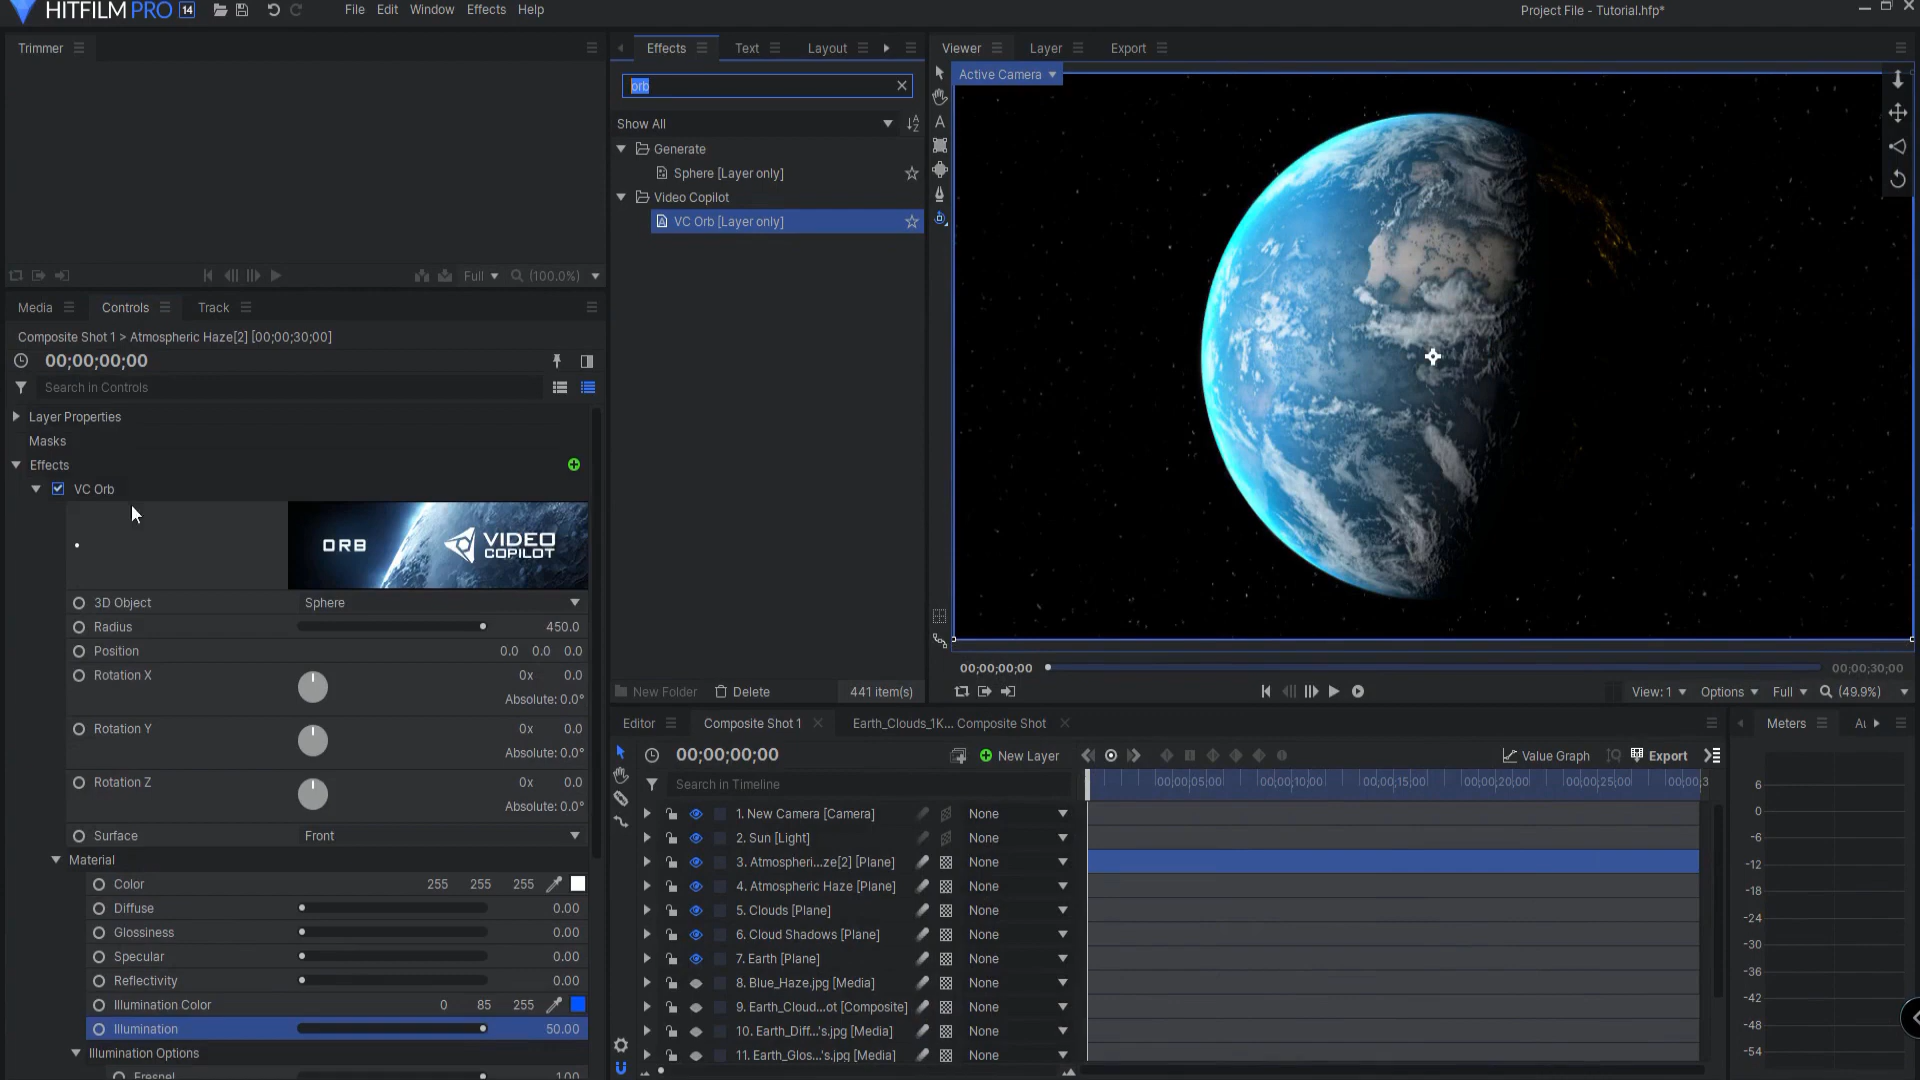 HITFILM PRO 14
File Edit Window Effects Help
Project File - Tutorial.hfp*
Trimmer
Full (100.0%)
Media Controls Track
Composite Shot 1 > Atmospheric Haze[2] [00;00;30;00]
00;00;00;00
Search in Controls
Layer Properties
Masks
Effects
VC Orb
ORB VIDEO COPILOT
3D Object Sphere
Radius 450.0
Position 0.0 0.0 0.0
Rotation X 0x 0.0
Absolute: 0.0°
Rotation Y 0x 0.0
Absolute: 0.0°
Rotation Z 0x 0.0
Absolute: 0.0°
Surface Front
Material
Color 255 255 255
Diffuse 0.00
Glossiness 0.00
Specular 0.00
Reflectivity 0.00
Illumination Color 0 85 255
Illumination 50.00
Illumination Options
Fresnel 1.00
Effects Text Layout
orb
Show All
Generate
Sphere [Layer only]
Video Copilot
VC Orb [Layer only]
New Folder Delete 441 item(s)
Viewer Layer Export
Active Camera
00;00;00;00 00;00;30;00
View: 1 Options Full (49.9%)
Editor Composite Shot 1 Earth_Clouds_1K... Composite Shot
00;00;00;00 New Layer Value Graph Export
Search in Timeline
00;00;05;00 00;00;10;00 00;00;15;00 00;00;20;00 00;00;25;00 00;00;3
1. New Camera [Camera] None
2. Sun [Light] None
3. Atmospheri...ze[2] [Plane] None
4. Atmospheric Haze [Plane] None
5. Clouds [Plane] None
6. Cloud Shadows [Plane] None
7. Earth [Plane] None
8. Blue_Haze.jpg [Media] None
9. Earth_Cloud...ot [Composite] None
10. Earth_Diff...'s.jpg [Media] None
11. Earth_Glos...'s.jpg [Media] None
Meters Au
6
0
-6
-12
-18
-24
-30
-36
-42
-48
-54